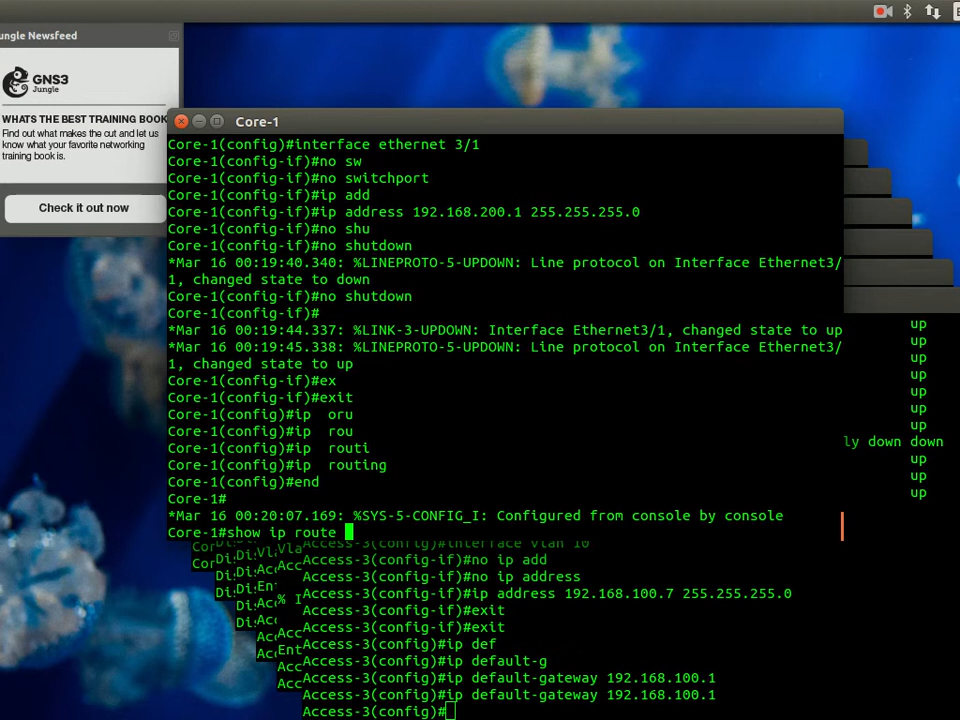 ungle Newsfeed
GNS3
Jungle
WHATS THE BEST TRAINING BOOK
Find out what makes the cut and let us
know what your favorite networking
training book is.
Check it out now
Core-1
Core-1(config)#interface ethernet 3/1
Core-1(config-if)#no sw
Core-1(config-if)#no switchport
Core-1(config-if)#ip add
Core-1(config-if)#ip address 192.168.200.1 255.255.255.0
Core-1(config-if)#no shu
Core-1(config-if)#no shutdown
*Mar 16 00:19:40.340: %LINEPROTO-5-UPDOWN: Line protocol on Interface Ethernet3/
1, changed state to down
Core-1(config-if)#no shutdown
Core-1(config-if)#
*Mar 16 00:19:44.337: %LINK-3-UPDOWN: Interface Ethernet3/1, changed state to up
*Mar 16 00:19:45.338: %LINEPROTO-5-UPDOWN: Line protocol on Interface Ethernet3/
1, changed state to up
Core-1(config-if)#ex
Core-1(config-if)#exit
Core-1(config)#ip  oru
Core-1(config)#ip  rou
Core-1(config)#ip  routi
Core-1(config)#ip  routing
Core-1(config)#end
Core-1#
*Mar 16 00:20:07.169: %SYS-5-CONFIG_I: Configured from console by console
Core-1#show ip route
up
up
up
up
up
up
up
ly down down
up
up
up
Access-3(config)#interface vlan 10
Access-3(config-if)#no ip add
Access-3(config-if)#no ip address
Access-3(config-if)#ip address 192.168.100.7 255.255.255.0
Access-3(config-if)#exit
Access-3(config-if)#exit
Access-3(config)#ip def
Access-3(config)#ip default-g
Access-3(config)#ip default-gateway 192.168.100.1
Access-3(config)#ip default-gateway 192.168.100.1
Access-3(config)#